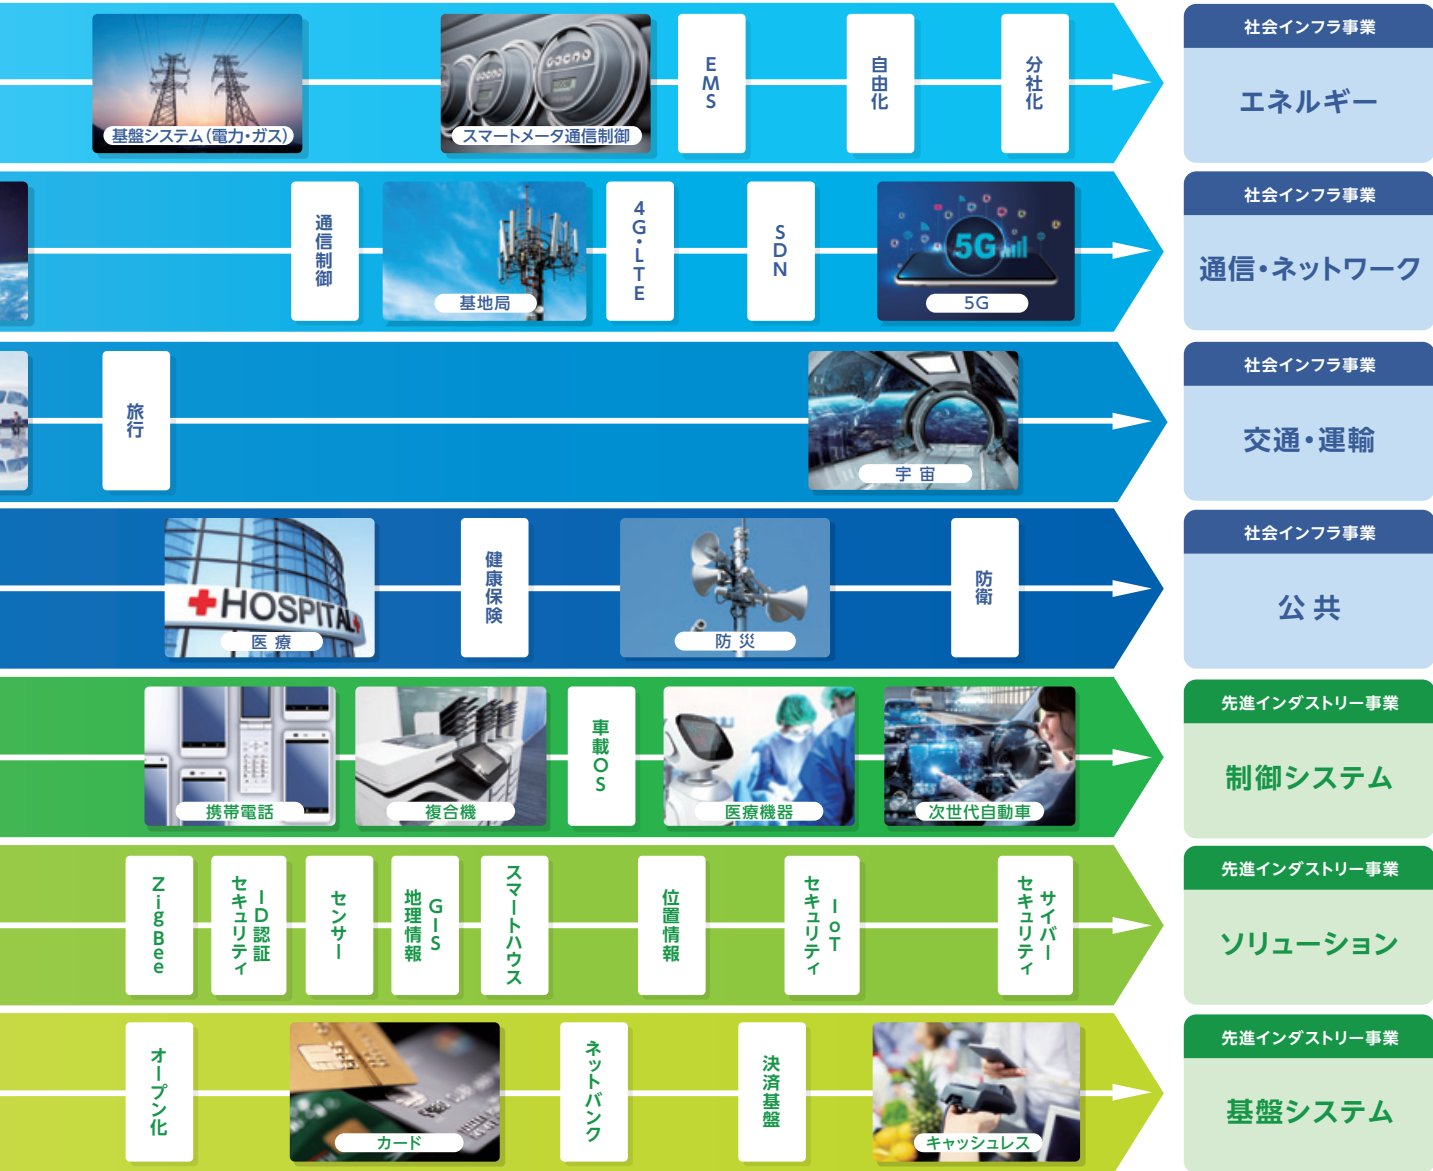 基盤システム(電力・ガス)
スマートメータ通信制御
EMS
自由化
分社化
社会インフラ事業
エネルギー
通信制御
基地局
4G・LTE
SDN
5G
5G
社会インフラ事業
通信・ネットワーク
旅行
宇宙
社会インフラ事業
交通・運輸
HOSPITAL
医療
健康保険
防災
防衛
社会インフラ事業
公共
携帯電話
複合機
車載OS
医療機器
次世代自動車
先進インダストリー事業
制御システム
ZigBee
ID認証
セキュリティ
センサー
GIS
地理情報
スマートハウス
位置情報
IoT
セキュリティ
サイバー
セキュリティ
先進インダストリー事業
ソリューション
オープン化
カード
ネットバンク
決済基盤
キャッシュレス
先進インダストリー事業
基盤システム